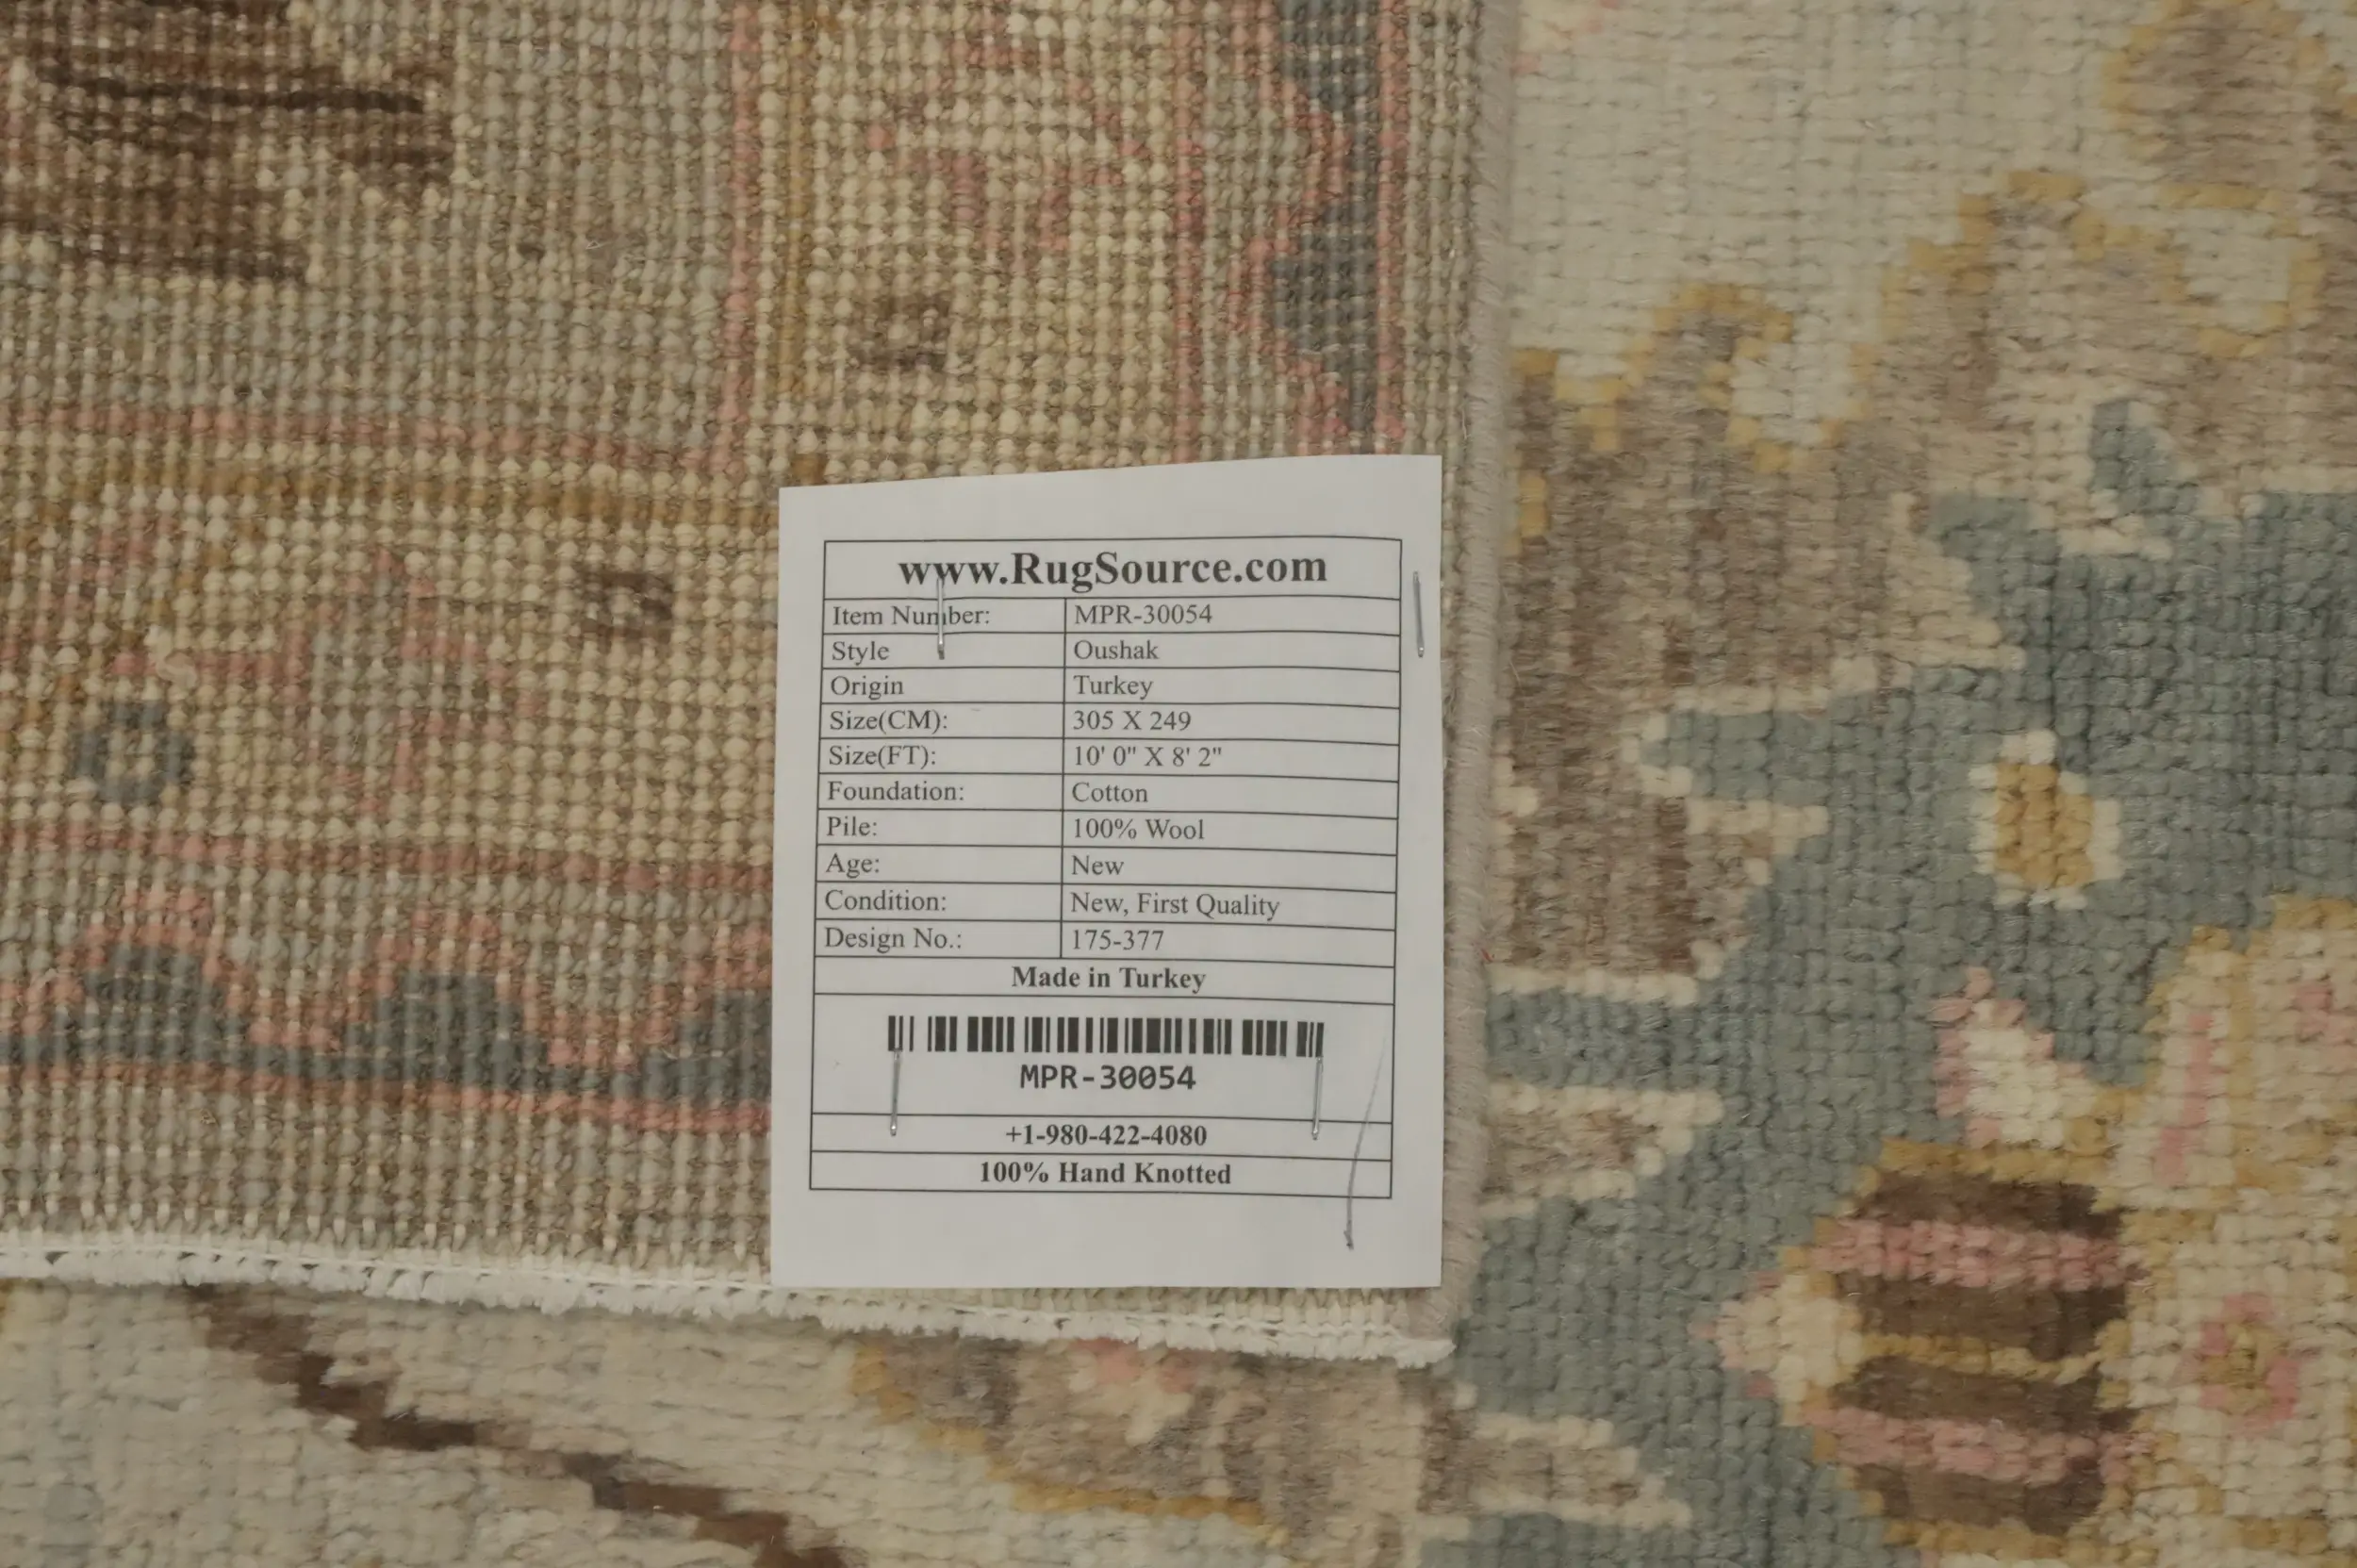 www.RugSource.com
Item Number: MPR-30054
Style Oushak
Origin Turkey
Size(CM): 305 X 249
Size(FT): 10' 0" X 8' 2"
Foundation: Cotton
Pile: 100% Wool
Age: New
Condition: New, First Quality
Design No.: 175-377
Made in Turkey
MPR-30054
+1-980-422-4080
100% Hand Knotted